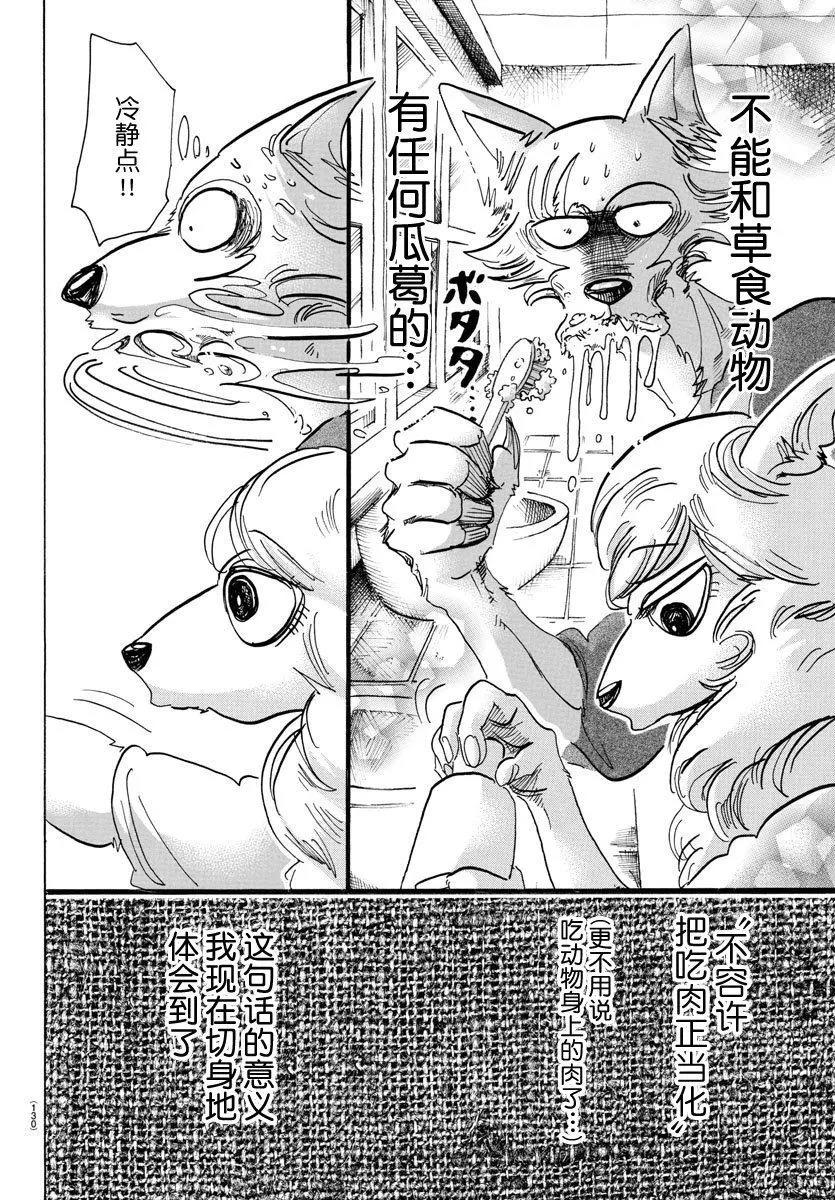 不能和草食动物
有任何瓜葛的…
ボタタ…
冷静点!!
〝不容许
把吃肉正当化〞
(更不用说
吃动物身上的肉了…)
这句话的意义
我现在切身地
体会到了
(130)